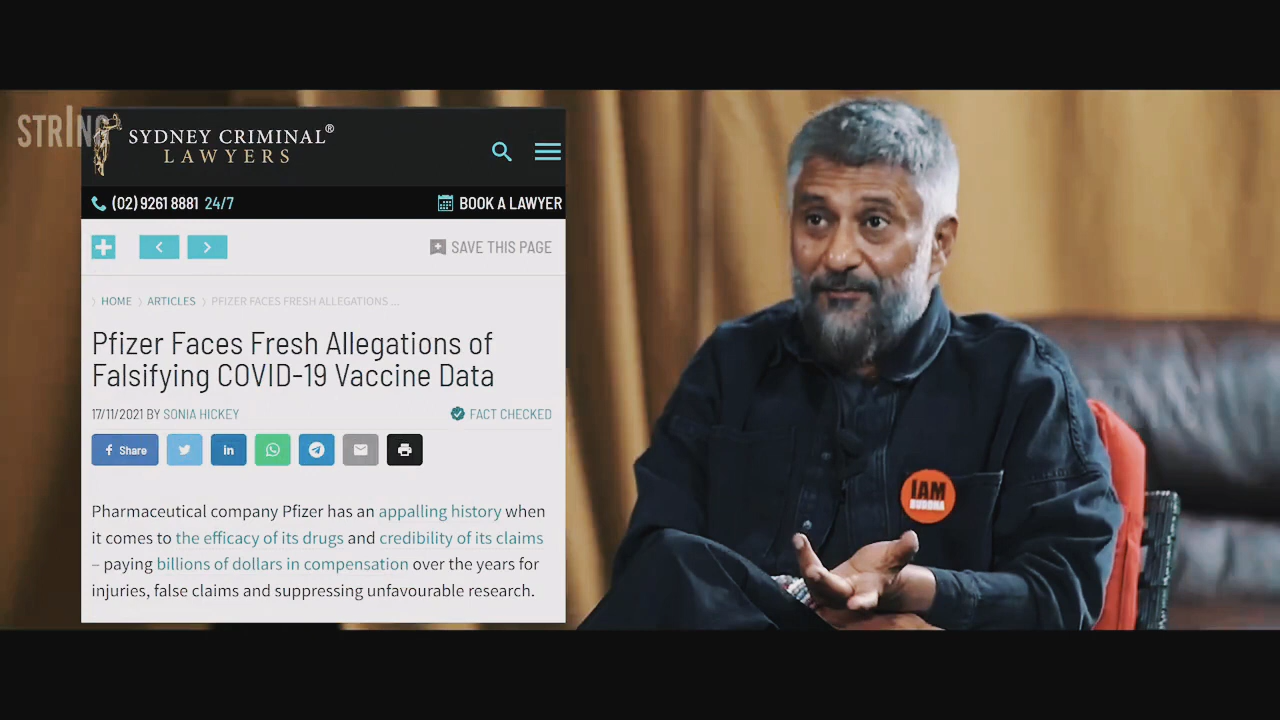 STRING
SYDNEY CRIMINAL®
LAWYERS
(02) 9261 8881 24/7
BOOK A LAWYER
SAVE THIS PAGE
HOME ARTICLES PFIZER FACES FRESH ALLEGATIONS ...
Pfizer Faces Fresh Allegations of
Falsifying COVID-19 Vaccine Data
17/11/2021 BY SONIA HICKEY
FACT CHECKED
Share
in
Pharmaceutical company Pfizer has an appalling history when
it comes to the efficacy of its drugs and credibility of its claims
– paying billions of dollars in compensation over the years for
injuries, false claims and suppressing unfavourable research.
I AM
BUDDHA